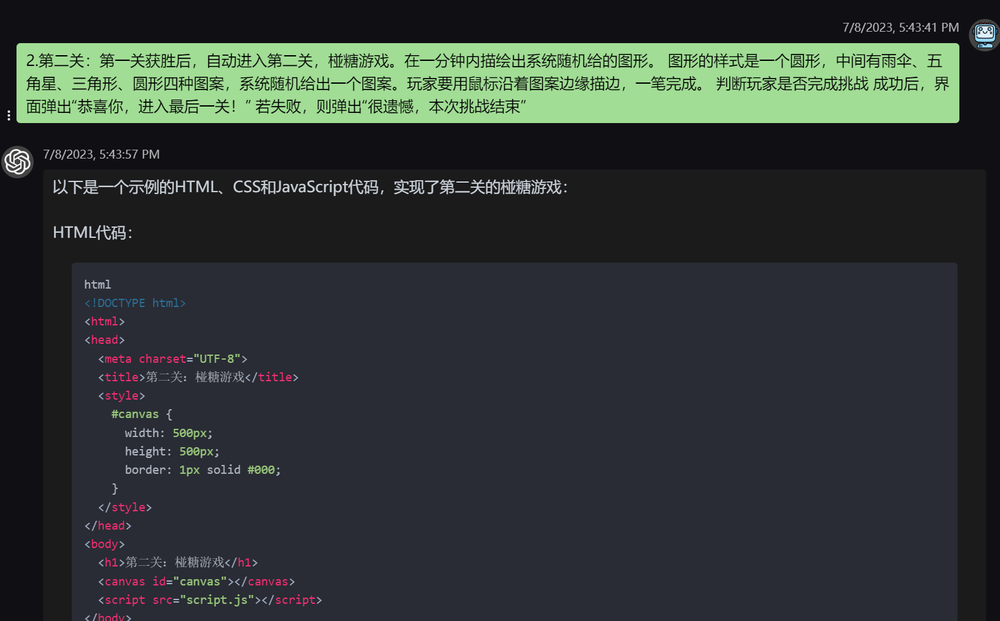 7/8/2023, 5:43:41 PM
2.第二关：第一关获胜后，自动进入第二关，椪糖游戏。在一分钟内描绘出系统随机给的图形。 图形的样式是一个圆形，中间有雨伞、五
角星、三角形、圆形四种图案，系统随机给出一个图案。玩家要用鼠标沿着图案边缘描边，一笔完成。 判断玩家是否完成挑战 成功后，界
面弹出“恭喜你，进入最后一关！” 若失败，则弹出“很遗憾，本次挑战结束”
7/8/2023, 5:43:57 PM
以下是一个示例的HTML、CSS和JavaScript代码，实现了第二关的椪糖游戏：
HTML代码：
html
<!DOCTYPE html>
<html>
<head>
  <meta charset="UTF-8">
  <title>第二关：椪糖游戏</title>
  <style>
    #canvas {
      width: 500px;
      height: 500px;
      border: 1px solid #000;
    }
  </style>
</head>
<body>
  <h1>第二关：椪糖游戏</h1>
  <canvas id="canvas"></canvas>
  <script src="script.js"></script>
</body>